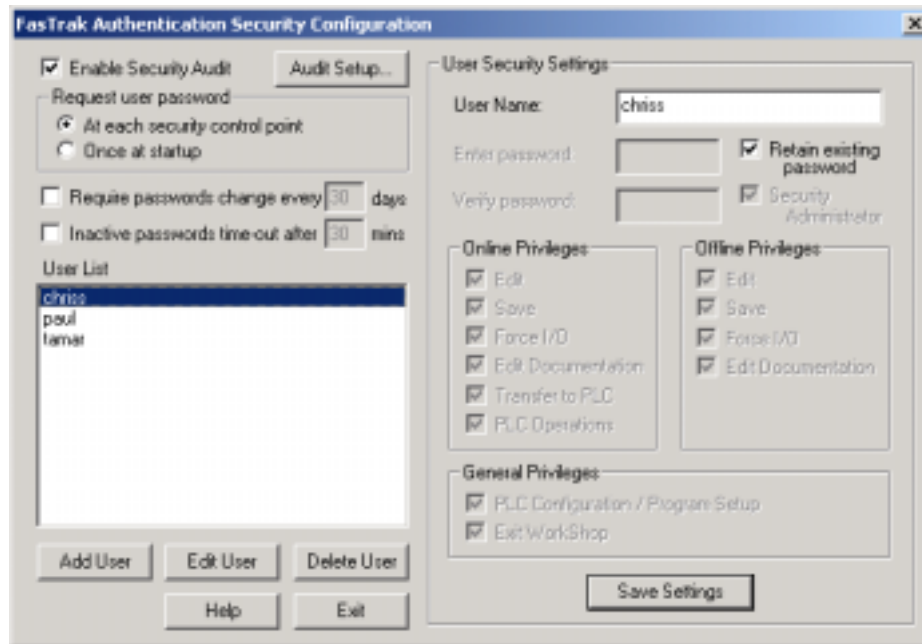 FasTrak Authentication Security Configuration
Enable Security Audit
Audit Setup...
Request user password
At each security control point
Once at startup
Require passwords change every 30 days
Inactive passwords time-out after 30 mins
User List
chriss
paul
tamar
Add User
Edit User
Delete User
Help
Exit
User Security Settings
User Name: chriss
Enter password
Retain existing
password
Verify password:
Security
Administrator
Online Privileges
Edit
Save
Force I/O
Edit Documentation
Transfer to PLC
PLC Operations
Offline Privileges
Edit
Save
Force I/O
Edit Documentation
General Privileges
PLC Configuration / Program Setup
Exit WorkShop
Save Settings